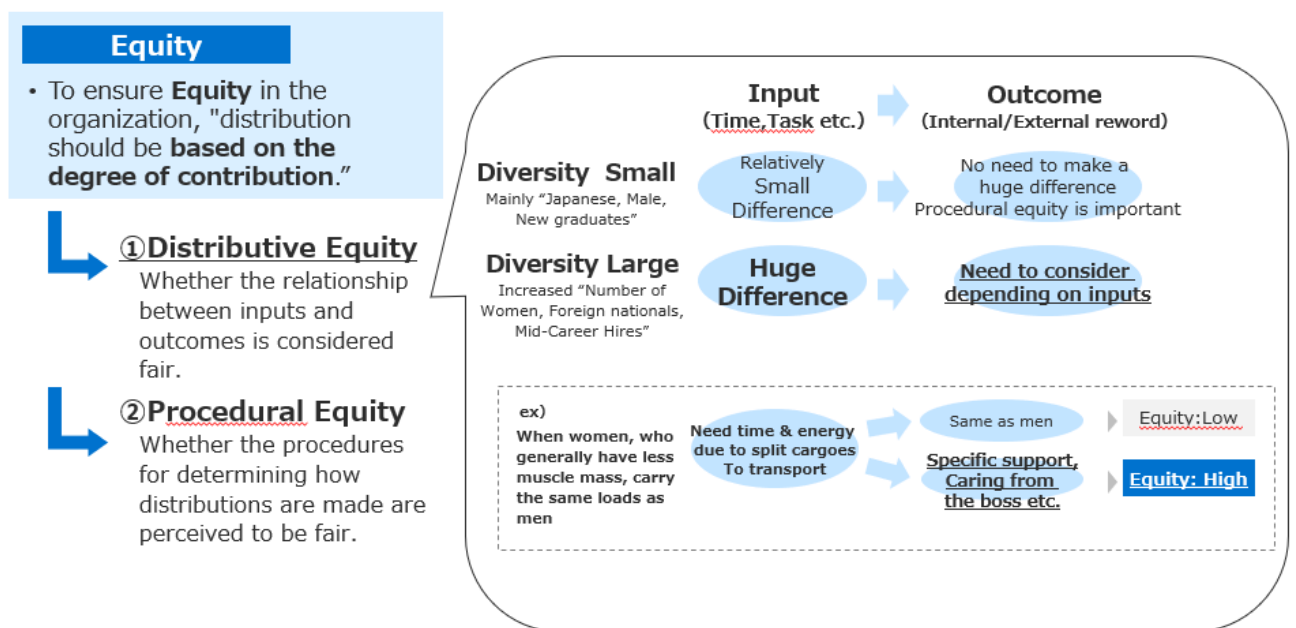 Equity
• To ensure Equity in the
organization, "distribution
should be based on the
degree of contribution.”
①Distributive Equity
Whether the relationship
between inputs and
outcomes is considered
fair.
②Procedural Equity
Whether the procedures
for determining how
distributions are made are
perceived to be fair.
Input
(Time,Task etc.)
Outcome
(Internal/External reword)
Diversity Small
Mainly “Japanese, Male,
New graduates”
Relatively
Small
Difference
No need to make a
huge difference
Procedural equity is important
Diversity Large
Increased “Number of
Women, Foreign nationals,
Mid-Career Hires”
Huge
Difference
Need to consider
depending on inputs
ex)
When women, who
generally have less
muscle mass, carry
the same loads as
men
Need time & energy
due to split cargoes
To transport
Same as men
Equity:Low
Specific support,
Caring from
the boss etc.
Equity: High